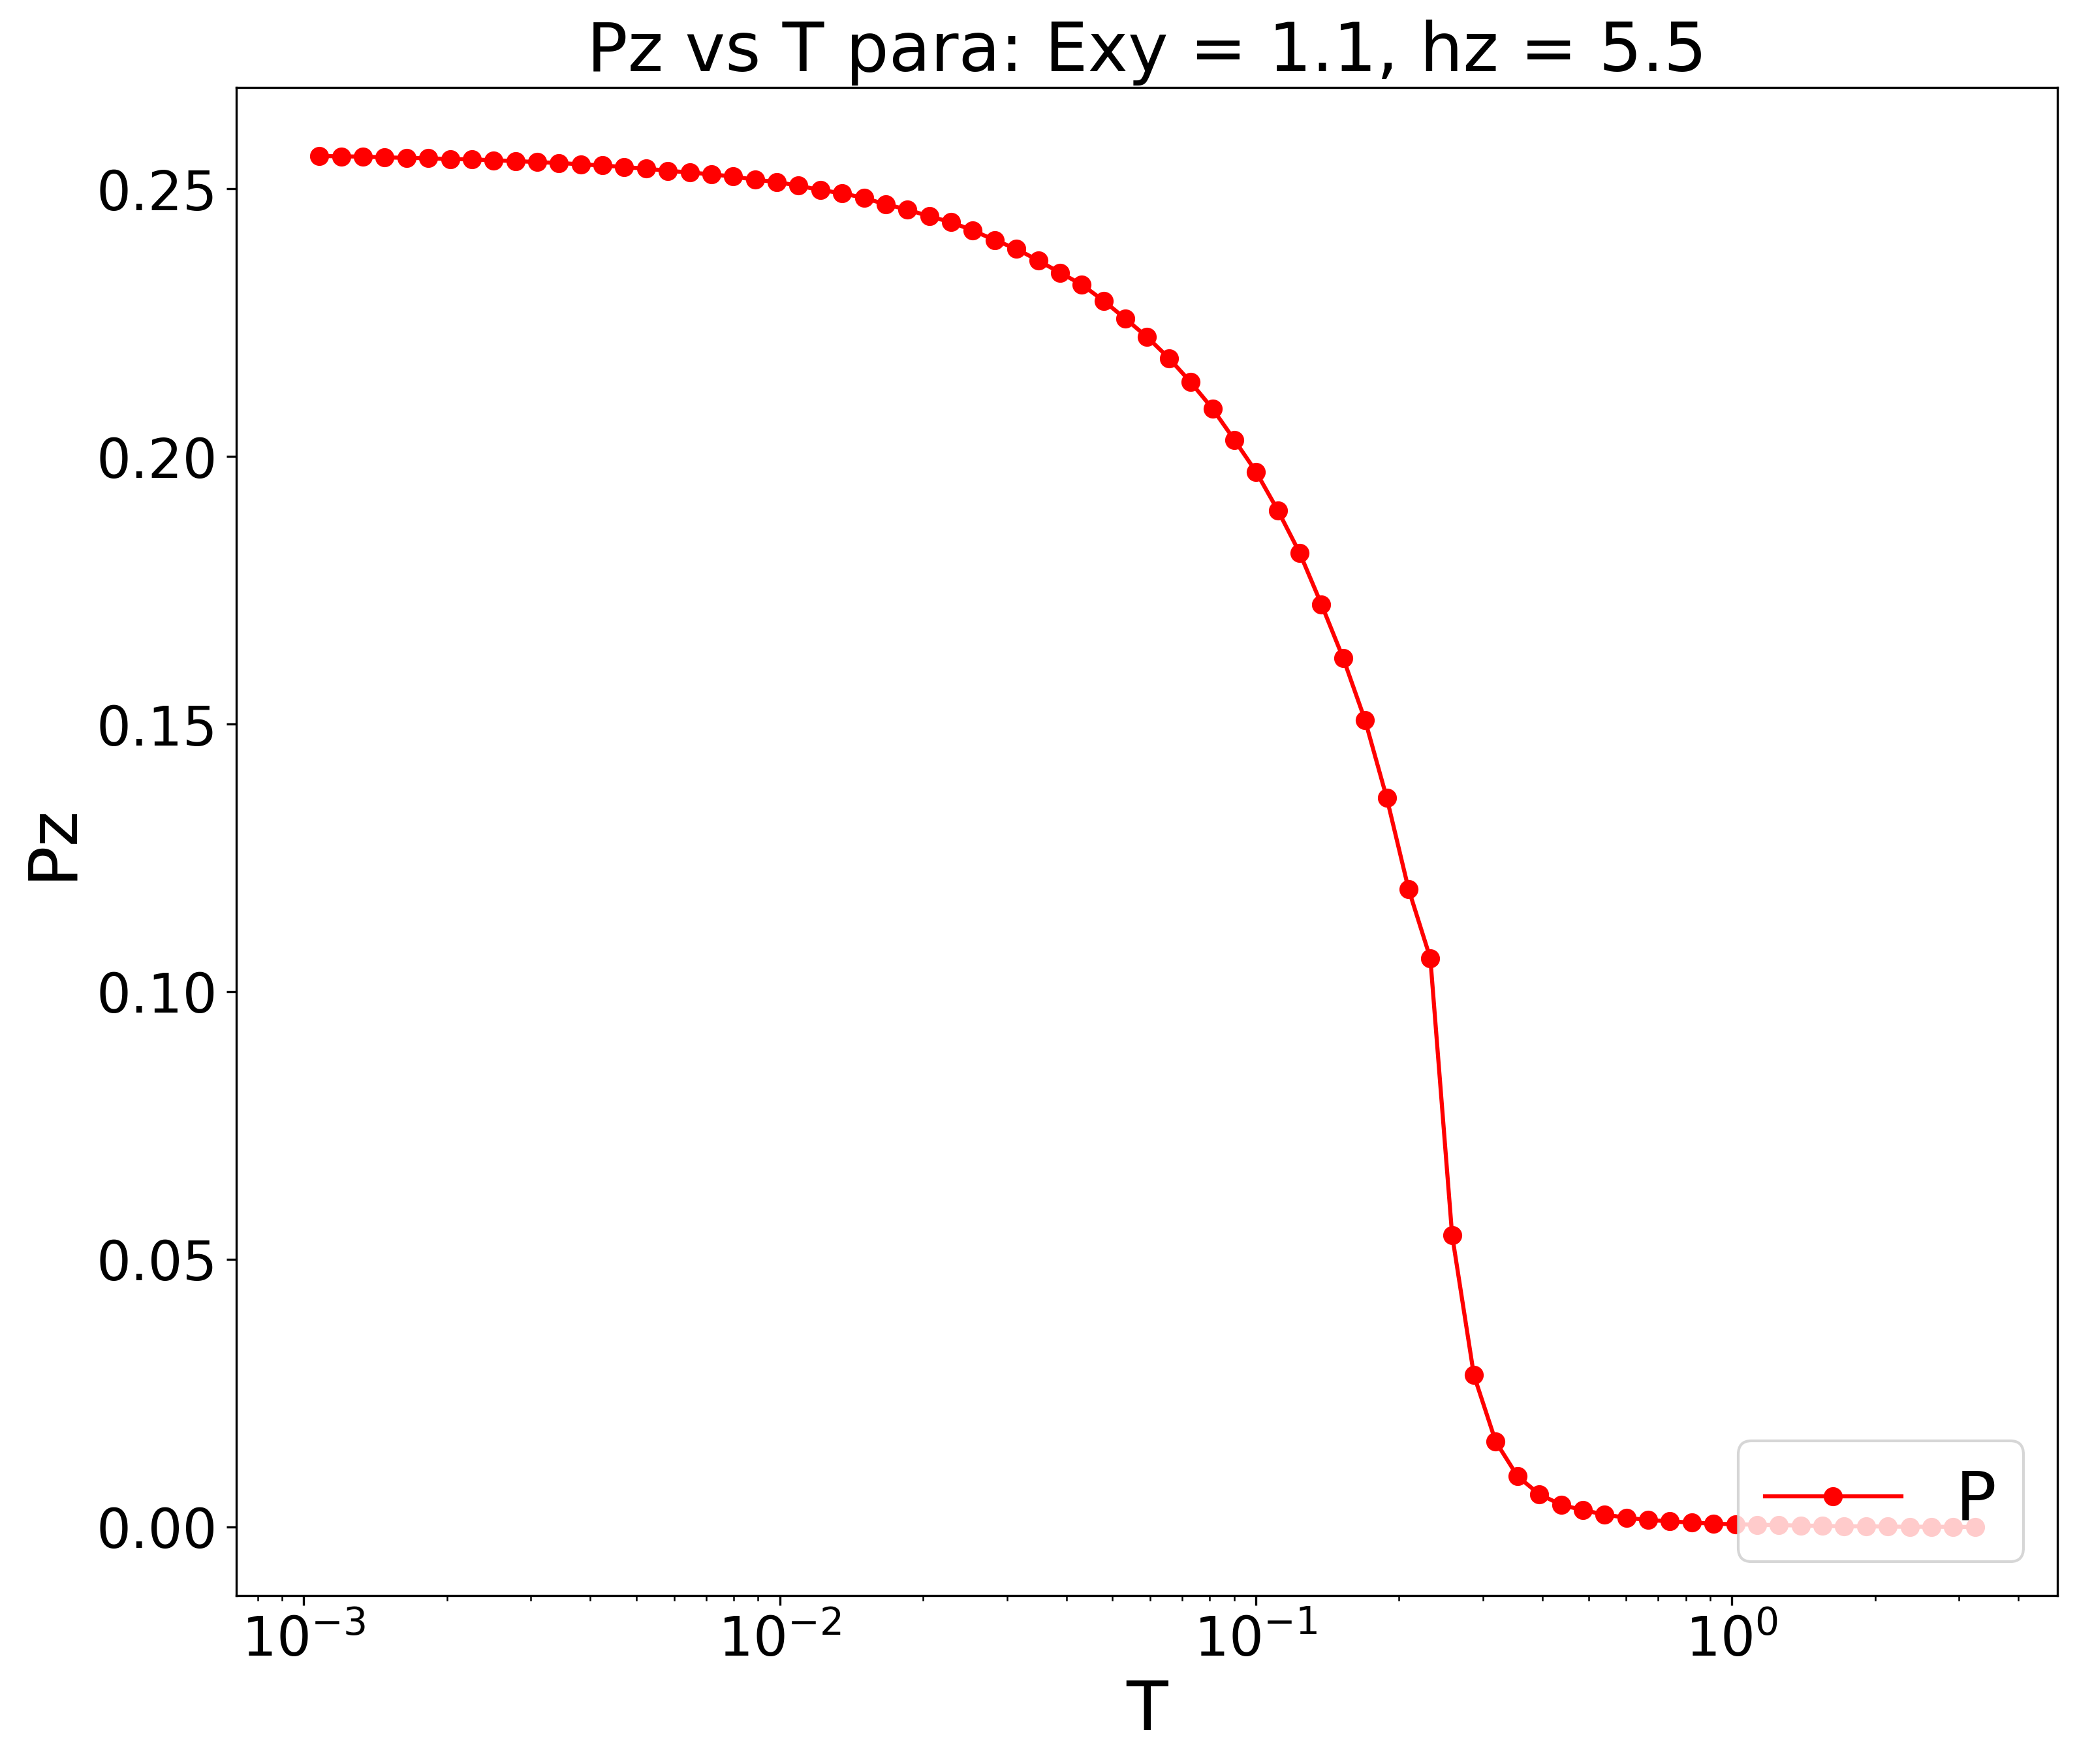 Pz vs T para: Exy = 1.1, hz = 5.5
Pz
0.25
0.20
0.15
0.10
0.05
0.00
P
10⁻³ 10⁻² 10⁻¹ 10⁰
T